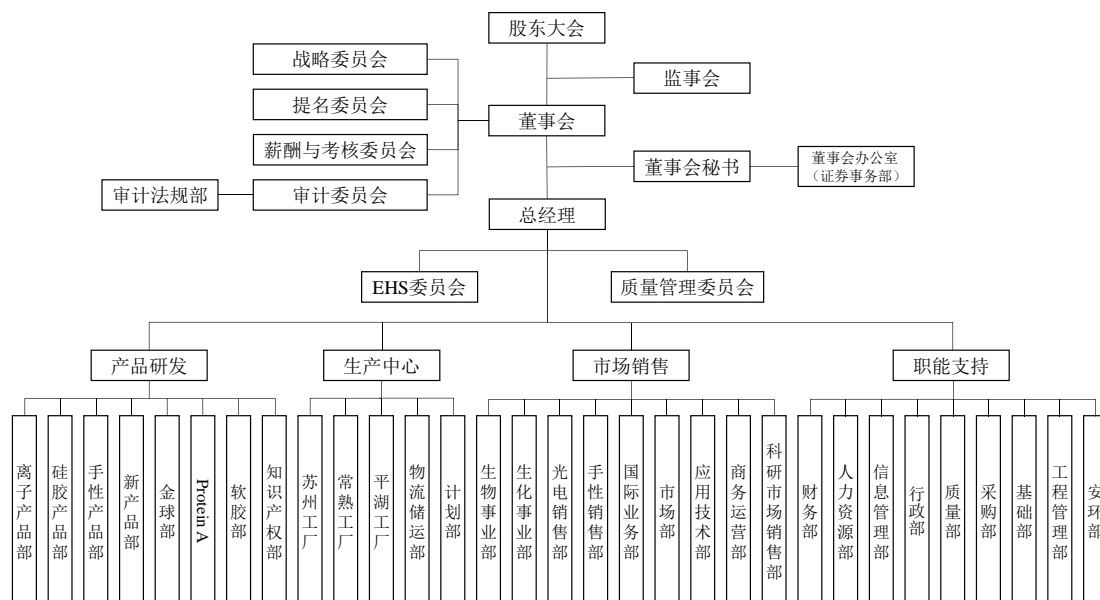 股东大会
战略委员会
监事会
提名委员会
董事会
薪酬与考核委员会
董事会秘书
董事会办公室
（证券事务部）
审计法规部
审计委员会
总经理
EHS委员会
质量管理委员会
产品研发
生产中心
市场销售
职能支持
离子产品部
硅胶产品部
手性产品部
新产品部
金球部
Protein A
软胶部
知识产权部
苏州工厂
常熟工厂
平湖工厂
物流储运部
计划部
生物事业部
生化事业部
光电销售部
手性销售部
国际业务部
市场部
应用技术部
商务运营部
科研市场销售部
财务部
人力资源部
信息管理部
行政部
质量部
采购部
基础部
工程管理部
安环部